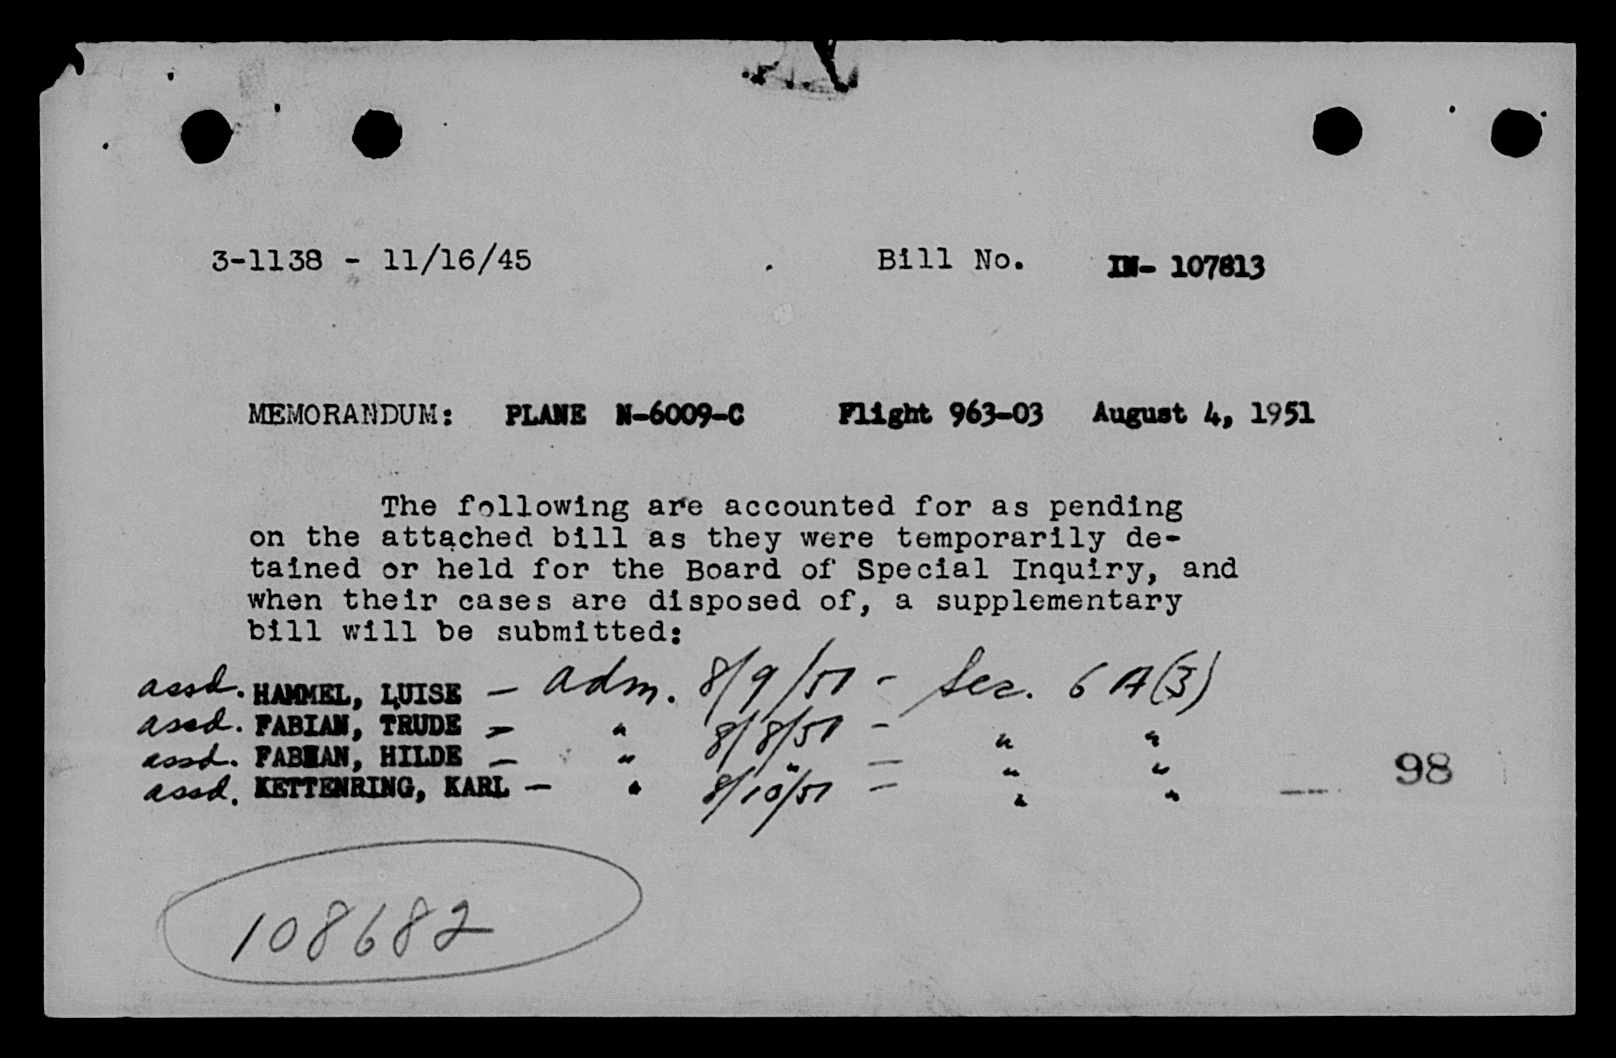 3-1138 - 11/16/45 Bill No. IN- 107813
MEMORANDUM: PLANE N-6009-C Flight 963-03 August 4, 1951
The following are accounted for as pending
on the attached bill as they were temporarily de-
tained or held for the Board of Special Inquiry, and
when their cases are disposed of, a supplementary
bill will be submitted:
assd. HAMMEL, LUISE - adm. 8/9/51 - Sec. 6 A(3)
assd. FABIAN, TRUDE - " 8/8/51 - " "
assd. FABIAN, HILDE - " " - " "
assd. KETTENRING, KARL - " 8/10/51 - " "
98
108682